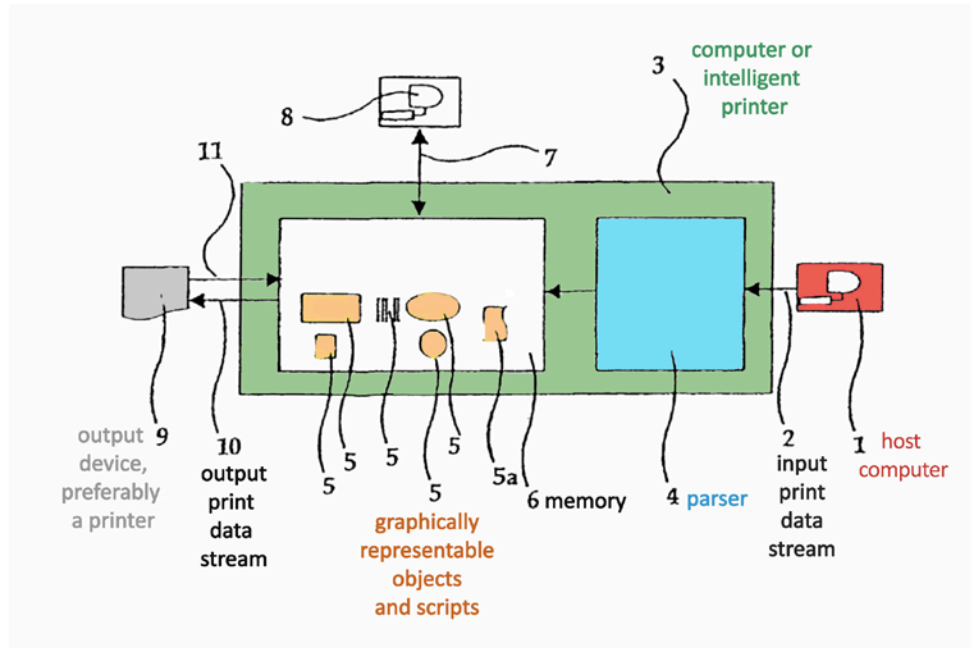 computer or
intelligent
printer
3
8
7
11
output 9
device,
preferably
a printer
10
output
print
data
stream
5
5
5
5
5
graphically
representable
objects
and scripts
5a
6 memory
4 parser
2
input
print
data
stream
1 host
computer